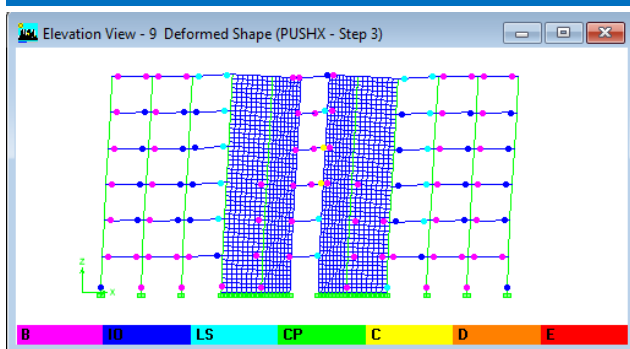 Elevation View - 9 Deformed Shape (PUSHX - Step 3)
Z
X
B IO LS CP C D E